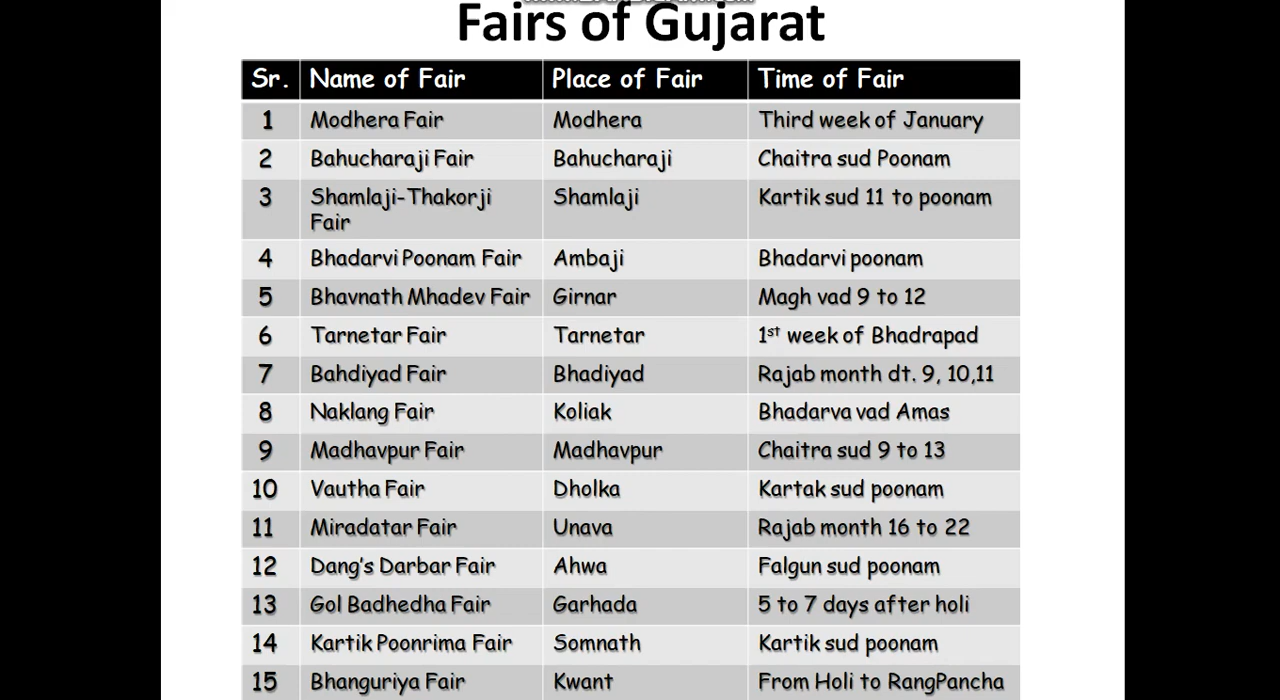 Fairs of Gujarat
Sr. Name of Fair Place of Fair Time of Fair
1 Modhera Fair Modhera Third week of January
2 Bahucharaji Fair Bahucharaji Chaitra sud Poonam
3 Shamlaji-Thakorji Shamlaji Kartik sud 11 to poonam
Fair
4 Bhadarvi Poonam Fair Ambaji Bhadarvi poonam
5 Bhavnath Mhadev Fair Girnar Magh vad 9 to 12
6 Tarnetar Fair Tarnetar 1st week of Bhadrapad
7 Bahdiyad Fair Bhadiyad Rajab month dt. 9, 10,11
8 Naklang Fair Koliak Bhadarva vad Amas
9 Madhavpur Fair Madhavpur Chaitra sud 9 to 13
10 Vautha Fair Dholka Kartak sud poonam
11 Miradatar Fair Unava Rajab month 16 to 22
12 Dang's Darbar Fair Ahwa Falgun sud poonam
13 Gol Badhedha Fair Garhada 5 to 7 days after holi
14 Kartik Poonrima Fair Somnath Kartik sud poonam
15 Bhanguriya Fair Kwant From Holi to RangPancha